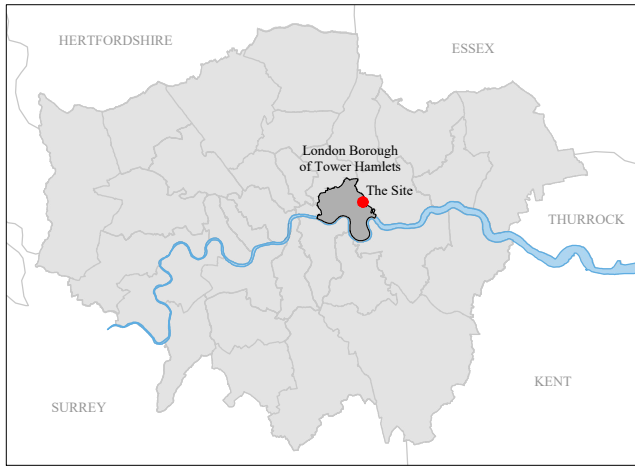 HERTFORDSHIRE
ESSEX
London Borough
of Tower Hamlets
The Site
THURROCK
KENT
SURREY